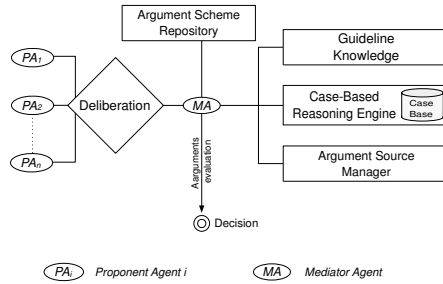 Argument Scheme
Repository
PA1
PA2
PAn
Deliberation
MA
Guideline
Knowledge
Case-Based
Reasoning Engine
Case
Base
Argument Source
Manager
Aarguments
evaluation
Decision
PAi Proponent Agent i
MA Mediator Agent